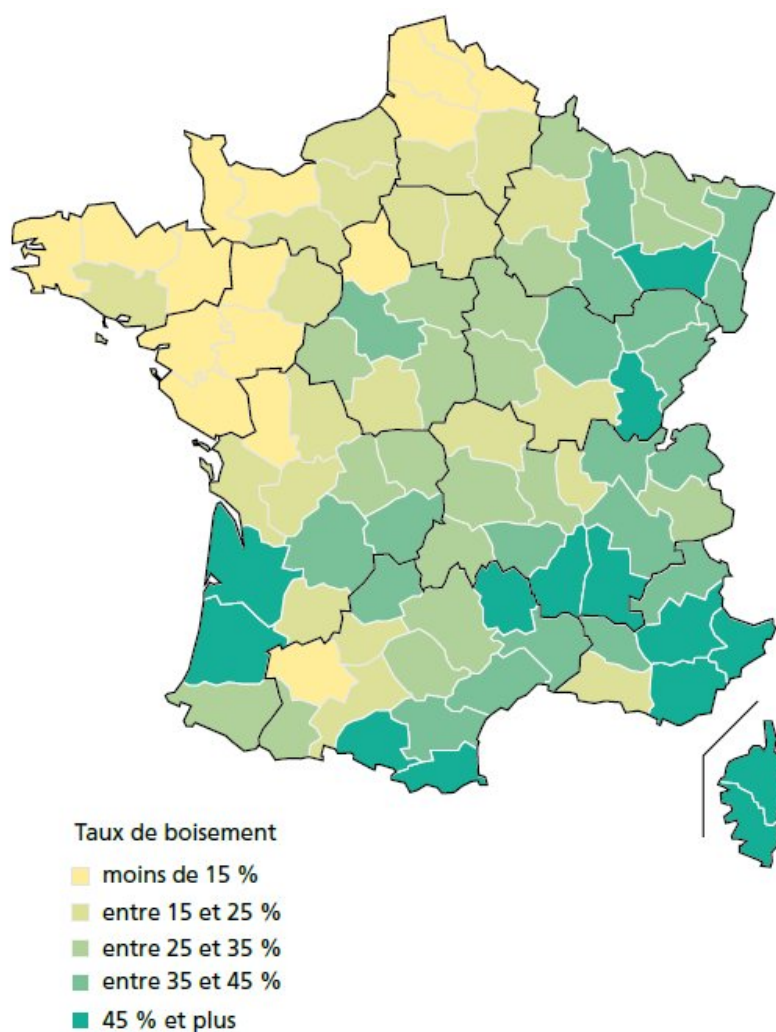 Taux de boisement
moins de 15 %
entre 15 et 25 %
entre 25 et 35 %
entre 35 et 45 %
45 % et plus